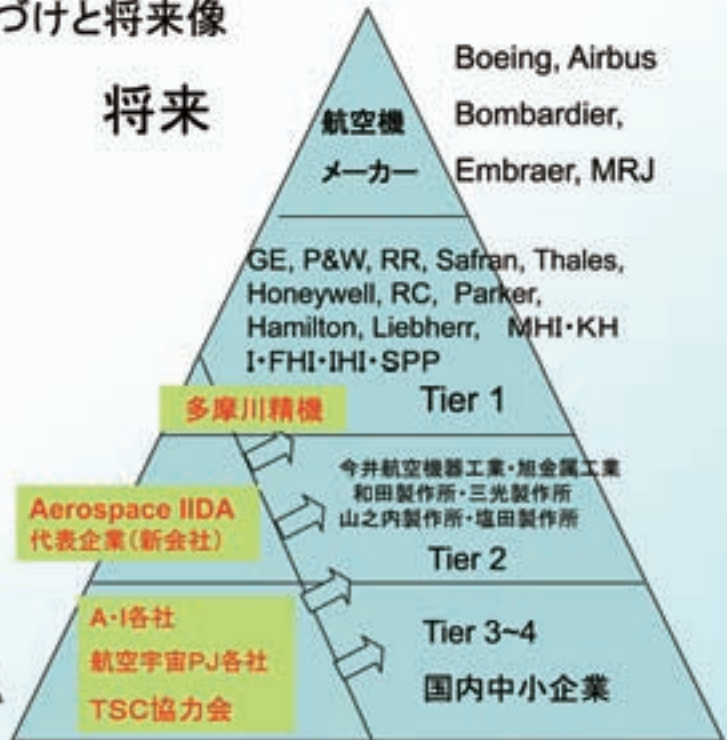 づけと将来像
将来
航空機
メーカー
Boeing, Airbus
Bombardier,
Embraer, MRJ
GE, P&W, RR, Safran, Thales,
Honeywell, RC, Parker,
Hamilton, Liebherr, MHI・KH
I・FHI・IHI・SPP
Tier 1
多摩川精機
今井航空機器工業・旭金属工業
和田製作所・三光製作所
山之内製作所・塩田製作所
Tier 2
Aerospace IIDA
代表企業(新会社)
A・I各社
航空宇宙PJ各社
TSC協力会
Tier 3~4
国内中小企業